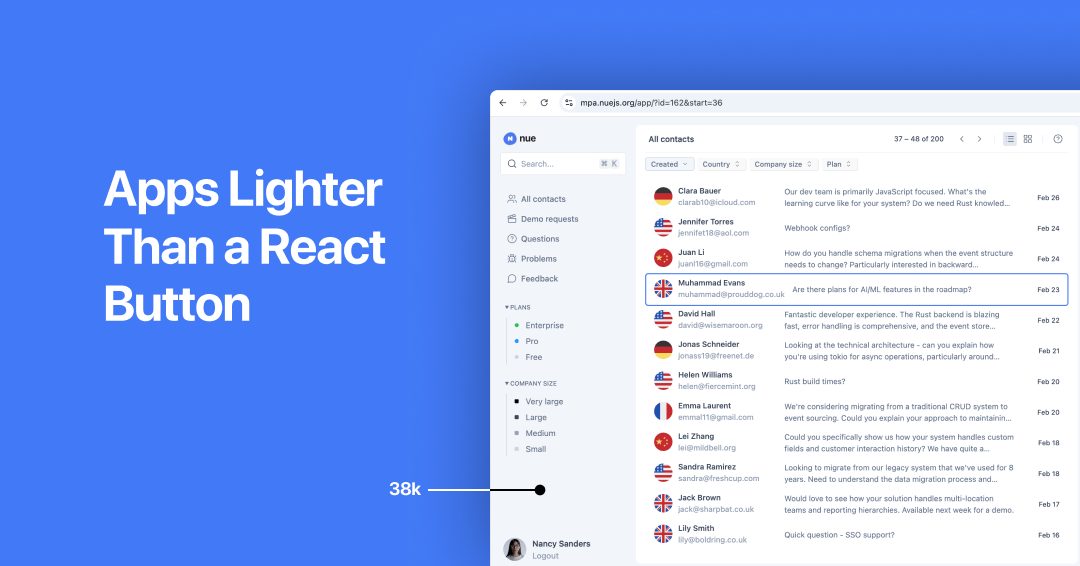 Apps Lighter
Than a React
Button
38k
mpa.nuejs.org/app/?id=162&start=36
nue
Search...
⌘ K
All contacts
Demo requests
Questions
Problems
Feedback
PLANS
Enterprise
Pro
Free
COMPANY SIZE
Very large
Large
Medium
Small
Nancy Sanders
Logout
All contacts
37 – 48 of 200
Created
Country
Company size
Plan
Clara Bauer
clarab10@icloud.com
Our dev team is primarily JavaScript focused. What's the
learning curve like for your system? Do we need Rust knowled...
Feb 26
Jennifer Torres
jennifet18@aol.com
Webhook configs?
Feb 24
Juan Li
juanl16@gmail.com
How do you handle schema migrations when the event structure
needs to change? Particularly interested in backward...
Feb 24
Muhammad Evans
muhammad@prouddog.co.uk
Are there plans for AI/ML features in the roadmap?
Feb 23
David Hall
david@wisemaroon.org
Fantastic developer experience. The Rust backend is blazing
fast, error handling is comprehensive, and the event store...
Feb 22
Jonas Schneider
jonass19@freenet.de
Looking at the technical architecture - can you explain how
you're using tokio for async operations, particularly around...
Feb 21
Helen Williams
helen@fiercemint.org
Rust build times?
Feb 20
Emma Laurent
emmal11@gmail.com
We're considering migrating from a traditional CRUD system to
event sourcing. Could you explain your approach to maintainin...
Feb 20
Lei Zhang
lei@mildbell.org
Could you specifically show us how your system handles custom
fields and customer interaction history? We have quite a...
Feb 18
Sandra Ramirez
sandra@freshcup.com
Looking to migrate from our legacy system that we've used for 8
years. Need to understand the data migration process and...
Feb 18
Jack Brown
jack@sharpbat.co.uk
Would love to see how your solution handles multi-location
teams and reporting hierarchies. Available next week for a demo.
Feb 17
Lily Smith
lily@boldring.co.uk
Quick question - SSO support?
Feb 16